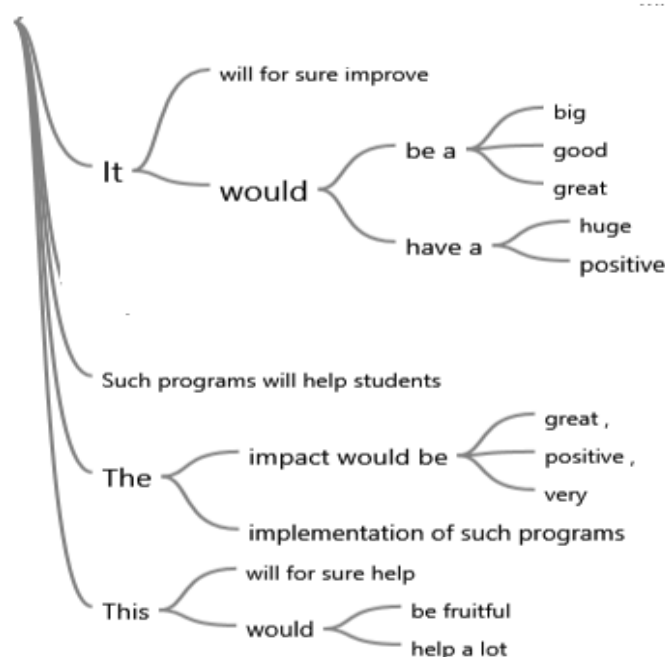 will for sure improve
It
big
be a
good
would
great
huge
have a
positive
Such programs will help students
great ,
impact would be
positive ,
The
very
implementation of such programs
will for sure help
This
be fruitful
would
help a lot